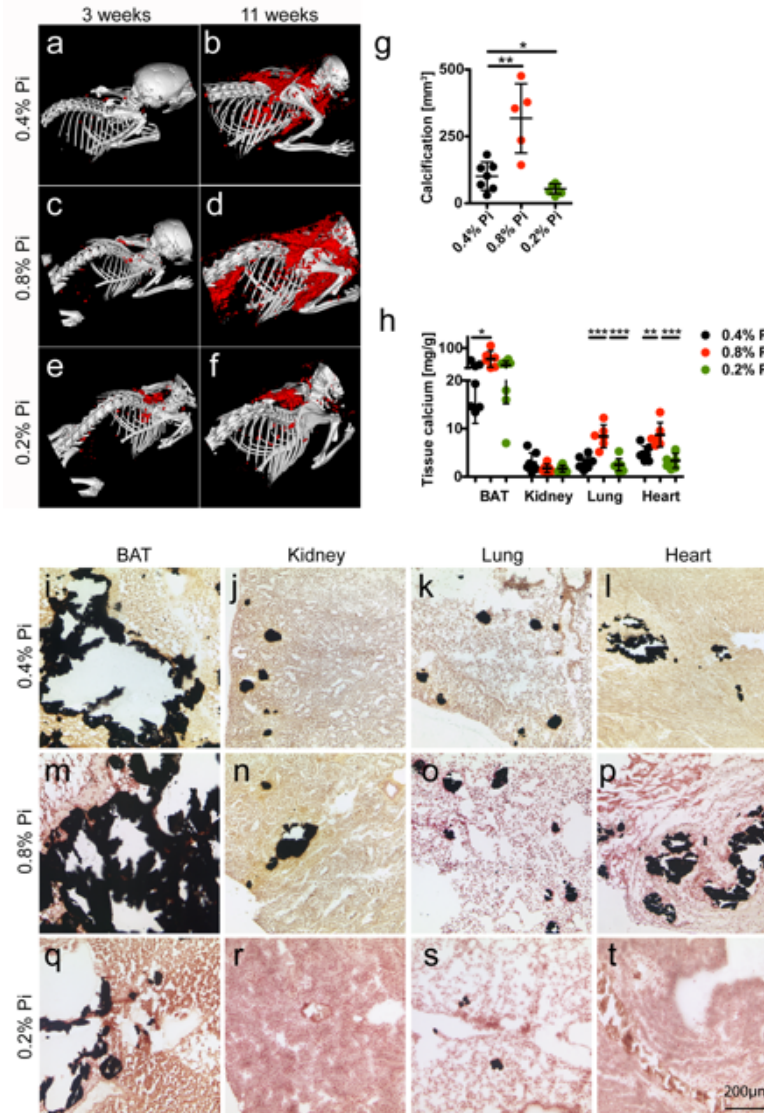 3 weeks
11 weeks
0.4% Pi
0.8% Pi
0.2% Pi
a
b
c
d
e
f
g
Calcification [mm³]
500
250
0
*
**
0.4% Pi
0.8% Pi
0.2% Pi
h
Tissue calcium [mg/g]
100
20
10
0
*
*** ***
** ***
BAT
Kidney
Lung
Heart
0.4% P
0.8% P
0.2% P
BAT
Kidney
Lung
Heart
0.4% Pi
i
j
k
l
0.8% Pi
m
n
o
p
0.2% Pi
q
r
s
t
200µm